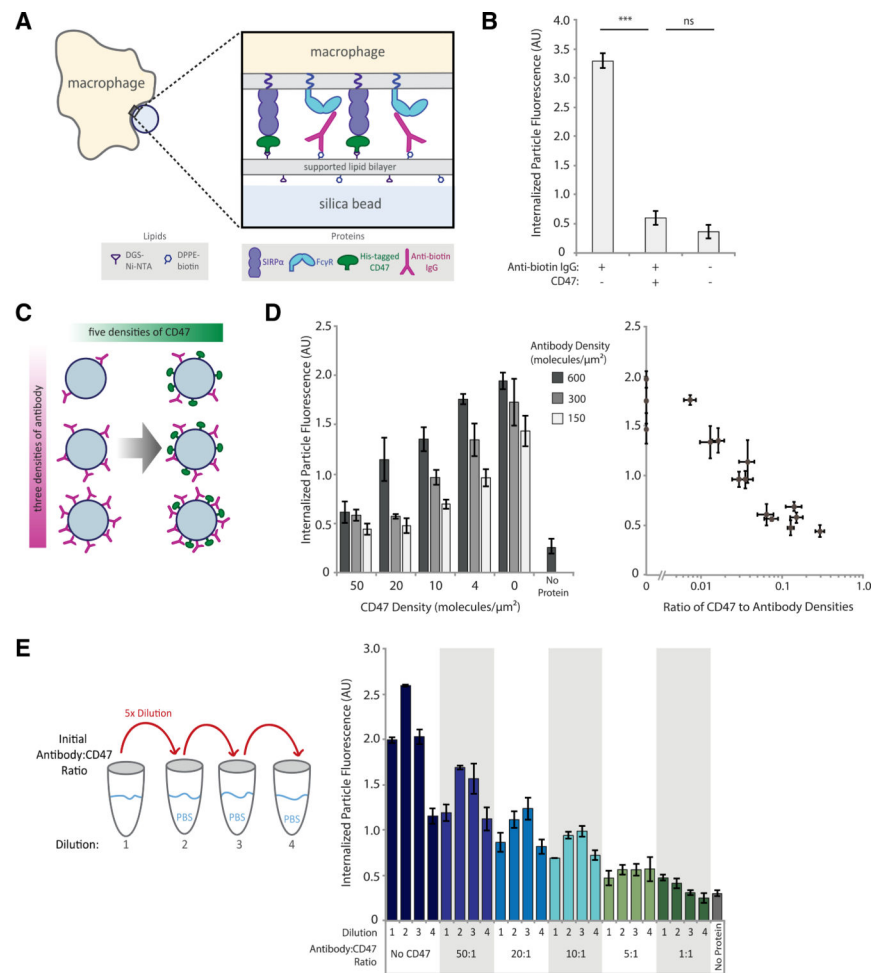 A
macrophage
macrophage
supported lipid bilayer
silica bead
Lipids
DGS-
Ni-NTA
DPPE-
biotin
Proteins
SIRPα
FcγR
His-tagged
CD47
Anti-biotin
IgG
B
*** ns
Internalized Particle Fluorescence (AU)
4.0
3.5
3.0
2.5
2.0
1.5
1.0
0.5
0.0
Anti-biotin IgG: + + -
CD47: - + -
C
five densities of CD47
three densities of antibody
D
Internalized Particle Fluorescence (AU)
2.5
2.0
1.5
1.0
0.5
0.0
Antibody Density
(molecules/μm²)
600
300
150
50 20 10 4 0 No
Protein
CD47 Density (molecules/μm²)
2.5
2.0
1.5
1.0
0.5
0.0
0 0.01 0.1 1.0
Ratio of CD47 to Antibody Densities
E
5x Dilution
Initial
Antibody:CD47
Ratio
PBS PBS PBS
Dilution: 1 2 3 4
Internalized Particle Fluorescence (AU)
3.0
2.5
2.0
1.5
1.0
0.5
0.0
Dilution 1 2 3 4 1 2 3 4 1 2 3 4 1 2 3 4 1 2 3 4 1 2 3 4
Antibody:CD47
Ratio
No CD47 50:1 20:1 10:1 5:1 1:1
No Protein